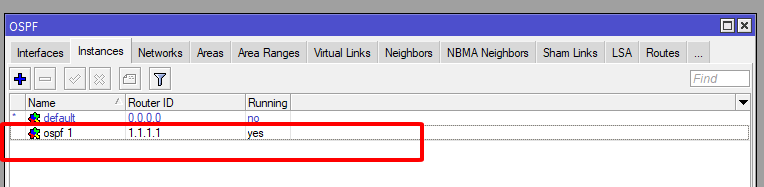 OSPF
Interfaces Instances Networks Areas Area Ranges Virtual Links Neighbors NBMA Neighbors Sham Links LSA Routes ...
Find
Name Router ID Running
* default 0.0.0.0 no
ospf 1 1.1.1.1 yes